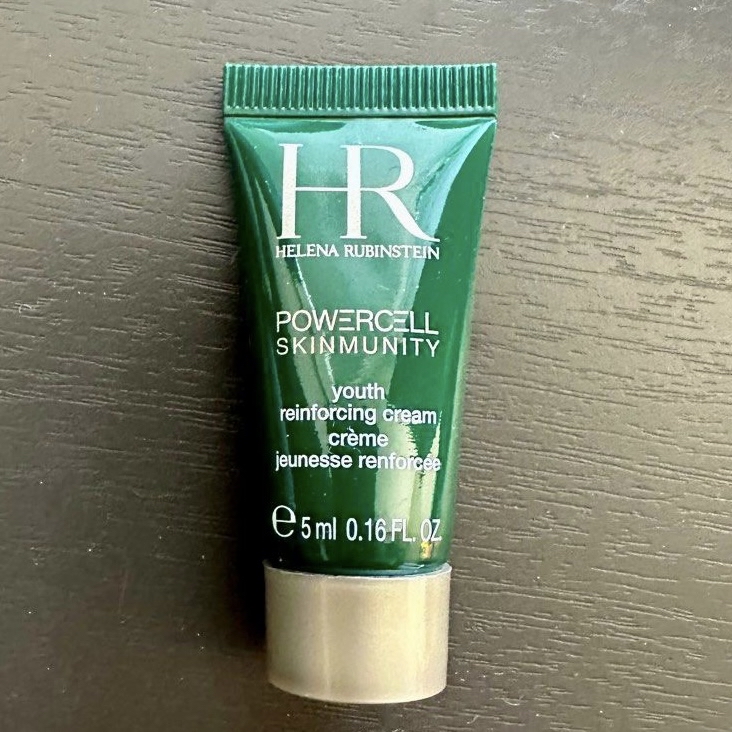 HR
HELENA RUBINSTEIN
POWERCELL
SKINMUNITY
youth
reinforcing cream
crème
jeunesse renforcée
℮ 5 ml 0.16 FL. OZ.